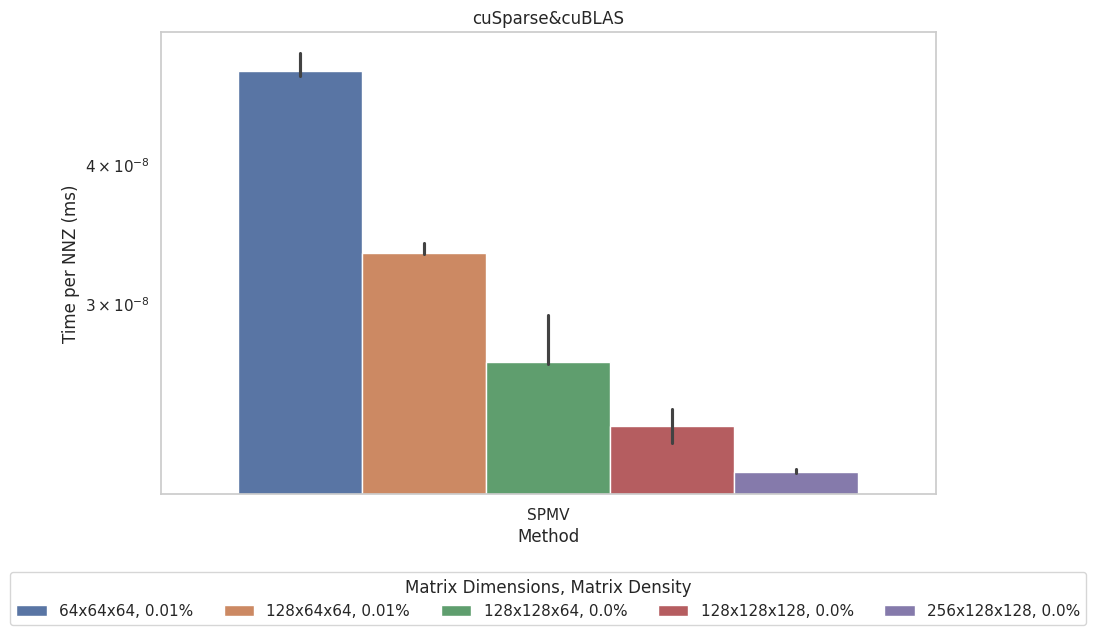 cuSparse&cuBLAS
Time per NNZ (ms)
4 × 10⁻⁸
3 × 10⁻⁸
SPMV
Method
Matrix Dimensions, Matrix Density
64x64x64, 0.01% 128x64x64, 0.01% 128x128x64, 0.0% 128x128x128, 0.0% 256x128x128, 0.0%